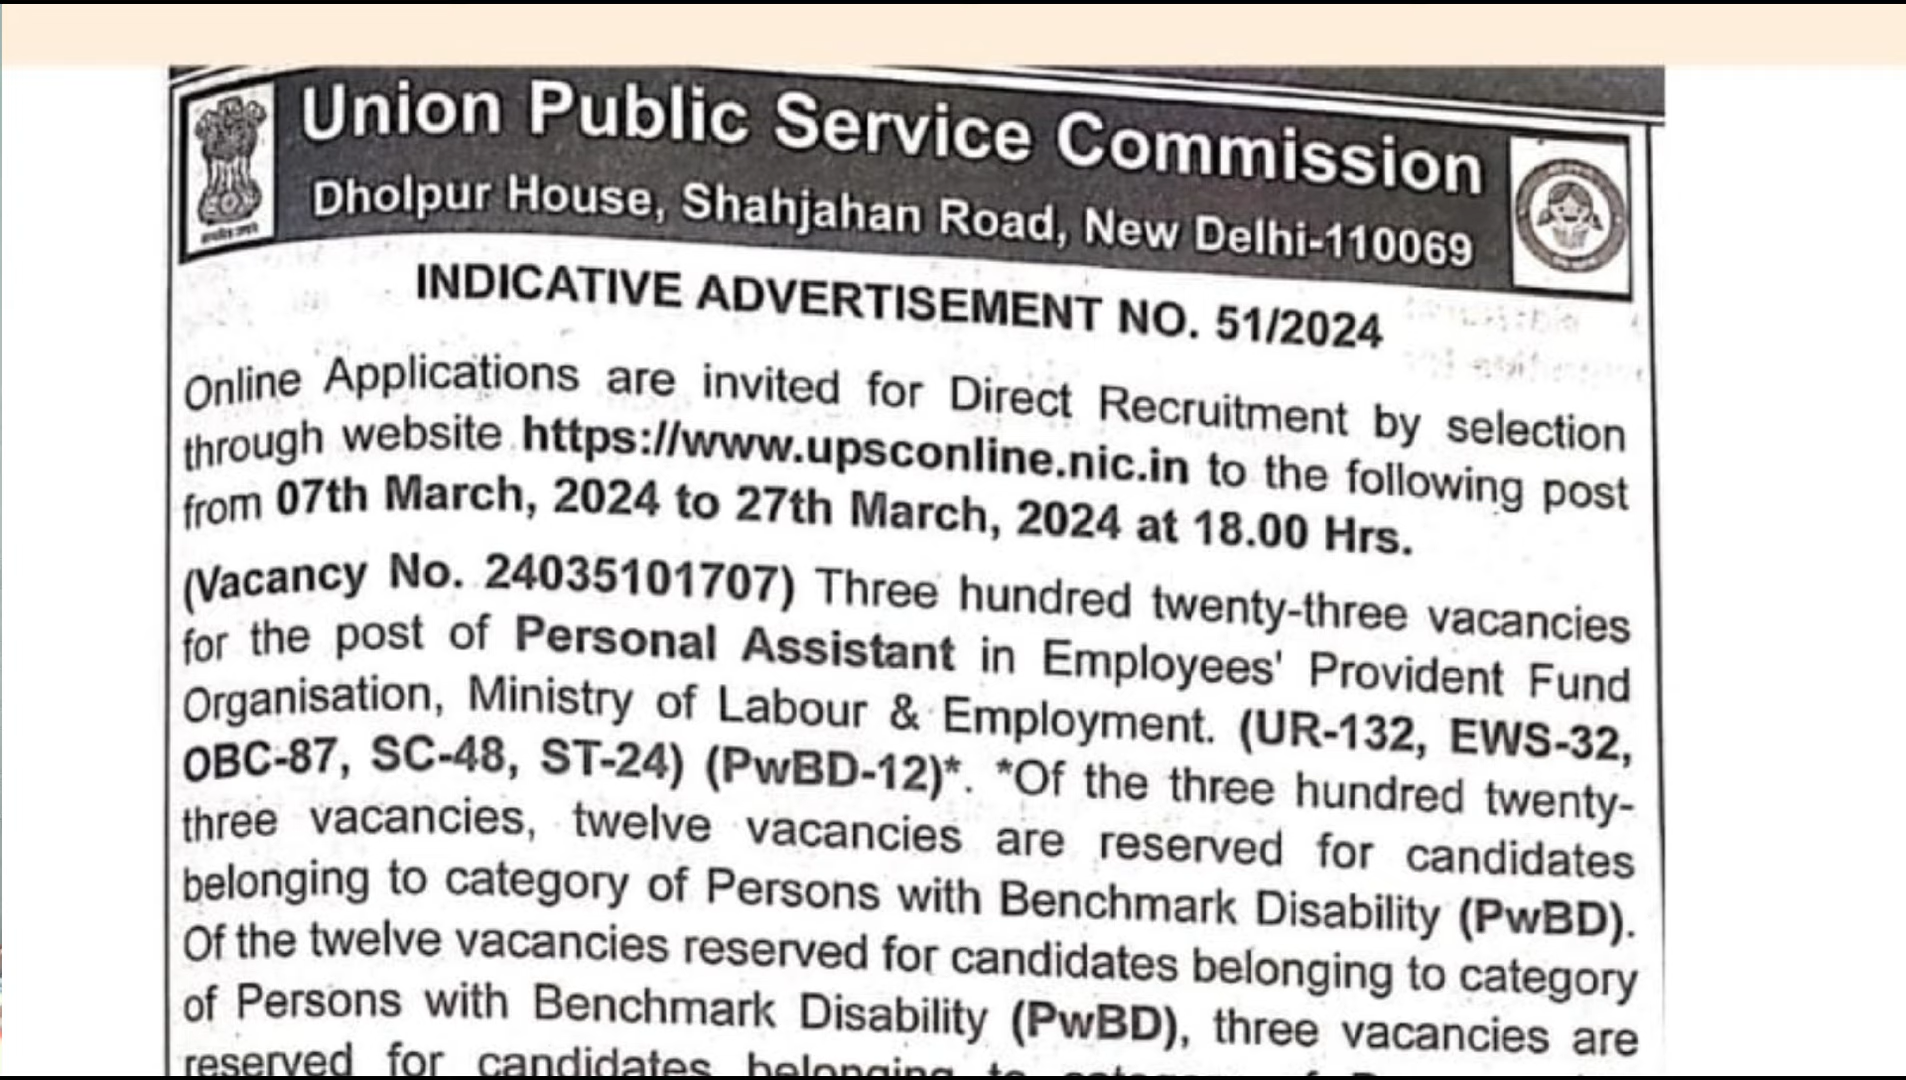 Union Public Service Commission
Dholpur House, Shahjahan Road, New Delhi-110069
INDICATIVE ADVERTISEMENT NO. 51/2024
Online Applications are invited for Direct Recruitment by selection
through website https://www.upsconline.nic.in to the following post
from 07th March, 2024 to 27th March, 2024 at 18.00 Hrs.
(Vacancy No. 24035101707) Three hundred twenty-three vacancies
for the post of Personal Assistant in Employees' Provident Fund
Organisation, Ministry of Labour & Employment. (UR-132, EWS-32,
OBC-87, SC-48, ST-24) (PwBD-12)*. *Of the three hundred twenty-
three vacancies, twelve vacancies are reserved for candidates
belonging to category of Persons with Benchmark Disability (PwBD).
Of the twelve vacancies reserved for candidates belonging to category
of Persons with Benchmark Disability (PwBD), three vacancies are
reserved for candidates belonging to category of